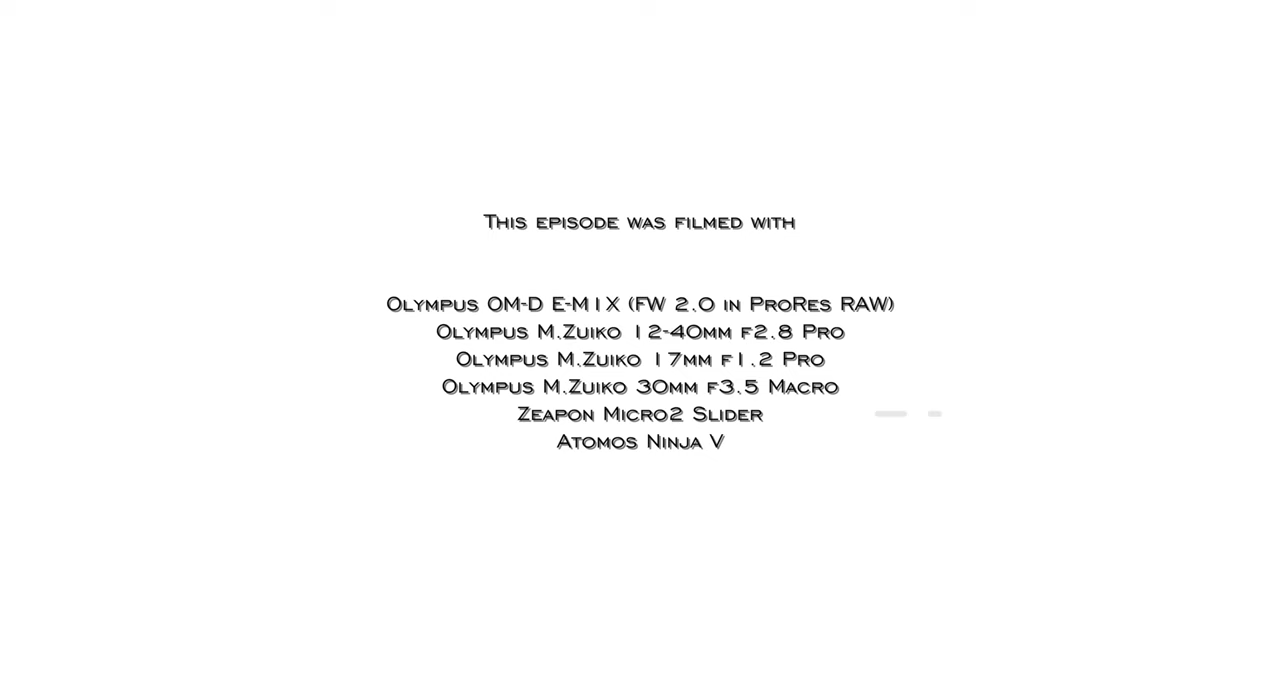 This episode was filmed with
Olympus OM-D E-M1X (FW 2.0 in ProRes RAW)
Olympus M.Zuiko 12-40mm f2.8 Pro
Olympus M.Zuiko 17mm f1.2 Pro
Olympus M.Zuiko 30mm f3.5 Macro
Zeapon Micro2 Slider
Atomos Ninja V